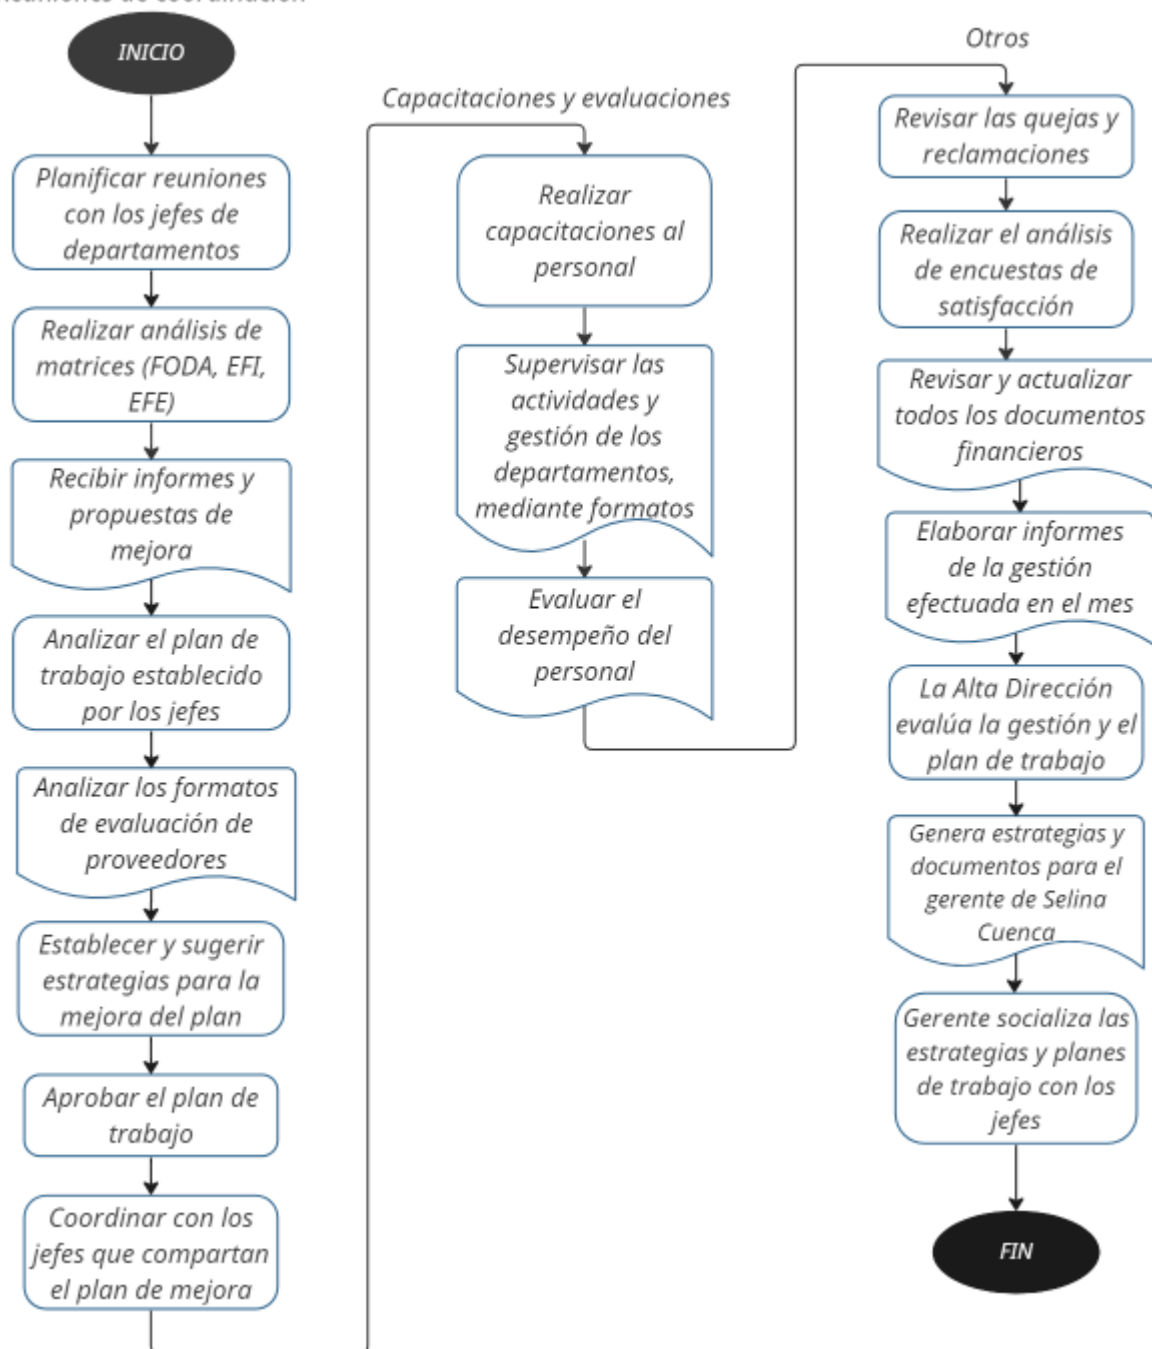 Reuniones de coordinación
INICIO
Planificar reuniones
con los jefes de
departamentos
Realizar análisis de
matrices (FODA, EFI,
EFE)
Recibir informes y
propuestas de
mejora
Analizar el plan de
trabajo establecido
por los jefes
Analizar los formatos
de evaluación de
proveedores
Establecer y sugerir
estrategias para la
mejora del plan
Aprobar el plan de
trabajo
Coordinar con los
jefes que compartan
el plan de mejora
Capacitaciones y evaluaciones
Realizar
capacitaciones al
personal
Supervisar las
actividades y
gestión de los
departamentos,
mediante formatos
Evaluar el
desempeño del
personal
Otros
Revisar las quejas y
reclamaciones
Realizar el análisis
de encuestas de
satisfacción
Revisar y actualizar
todos los documentos
financieros
Elaborar informes
de la gestión
efectuada en el mes
La Alta Dirección
evalúa la gestión y el
plan de trabajo
Genera estrategias y
documentos para el
gerente de Selina
Cuenca
Gerente socializa las
estrategias y planes
de trabajo con los
jefes
FIN